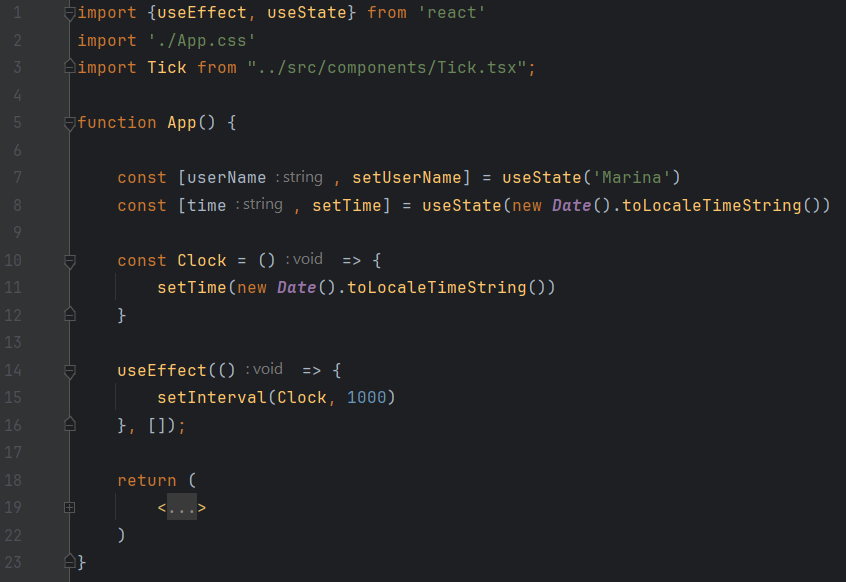 1 import {useEffect, useState} from 'react'
2 import './App.css'
3 import Tick from "../src/components/Tick.tsx";
4
5 function App() {
6
7 const [userName : string , setUserName] = useState('Marina')
8 const [time : string , setTime] = useState(new Date().toLocaleTimeString())
9
10 const Clock = () : void => {
11 setTime(new Date().toLocaleTimeString())
12 }
13
14 useEffect(() : void => {
15 setInterval(Clock, 1000)
16 }, []);
17
18 return (
19 <...>
22 )
23 }